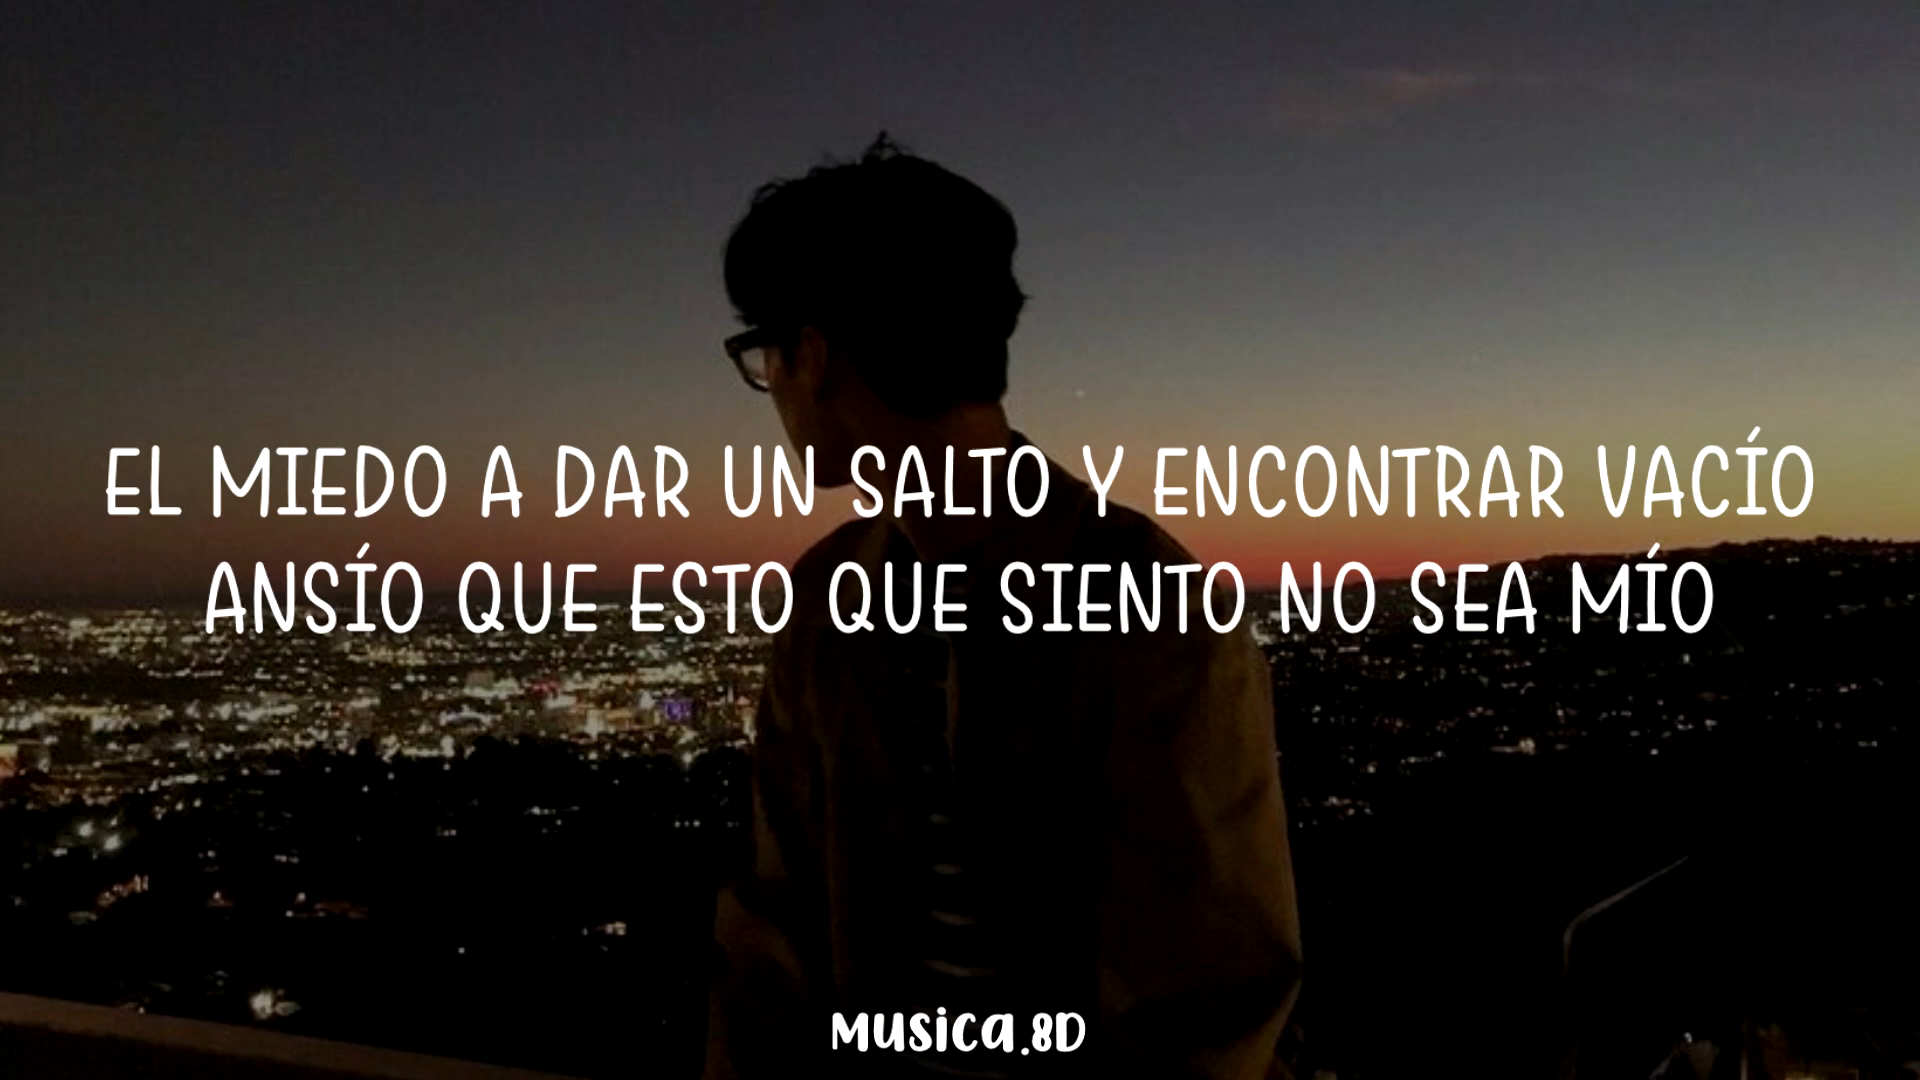 EL MIEDO A DAR UN SALTO Y ENCONTRAR VACÍO
ANSÍO QUE ESTO QUE SIENTO NO SEA MÍO
MUSICA.8D